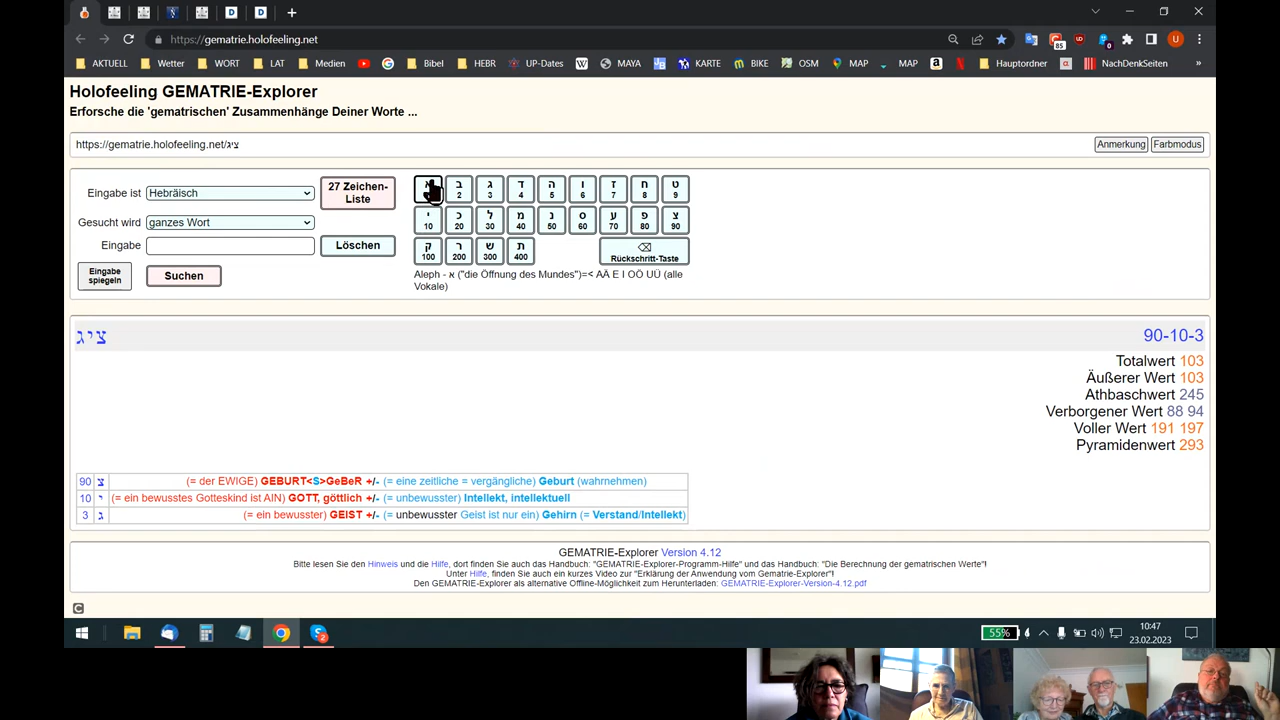 https://gematrie.holofeeling.net
85
0
U
AKTUELL Wetter WORT LAT Medien Bibel HEBR UP-Dates W MAYA KARTE BIKE OSM MAP MAP a Hauptordner NachDenkSeiten »
Holofeeling GEMATRIE-Explorer
Erforsche die 'gematrischen' Zusammenhänge Deiner Worte ...
https://gematrie.holofeeling.net/ציג
Anmerkung Farbmodus
Eingabe ist Hebräisch
27 Zeichen-
Liste
Gesucht wird ganzes Wort
Eingabe
Löschen
Eingabe
spiegeln
Suchen
א ב ג ד ה ו ז ח ט
2 3 4 5 6 7 8 9
י כ ל מ נ ס ע פ צ
10 20 30 40 50 60 70 80 90
ק ר ש ת
100 200 300 400
Rückschritt-Taste
Aleph - א ("die Öffnung des Mundes")=< AÄ E I OÖ UÜ (alle
Vokale)
ציג
90-10-3
Totalwert 103
Äußerer Wert 103
Athbaschwert 245
Verborgener Wert 88 94
Voller Wert 191 197
Pyramidenwert 293
90 צ (= der EWIGE) GEBURT<S>GeBeR +/- (= eine zeitliche = vergängliche) Geburt (wahrnehmen)
10 י (= ein bewusstes Gotteskind ist AIN) GOTT, göttlich +/- (= unbewusster) Intellekt, intellektuell
3 ג (= ein bewusster) GEIST +/- (= unbewusster Geist ist nur ein) Gehirn (= Verstand/Intellekt)
GEMATRIE-Explorer Version 4.12
Bitte lesen Sie den Hinweis und die Hilfe, dort finden Sie auch das Handbuch: "GEMATRIE-Explorer-Programm-Hilfe" und das Handbuch: "Die Berechnung der gematrischen Werte"!
Unter Hilfe, finden Sie auch ein kurzes Video zur "Erklärung der Anwendung vom Gematrie-Explorer"!
Den GEMATRIE-Explorer als alternative Offline-Möglichkeit zum Herunterladen: GEMATRIE-Explorer-Version-4.12.pdf
C
55%
10:47
23.02.2023